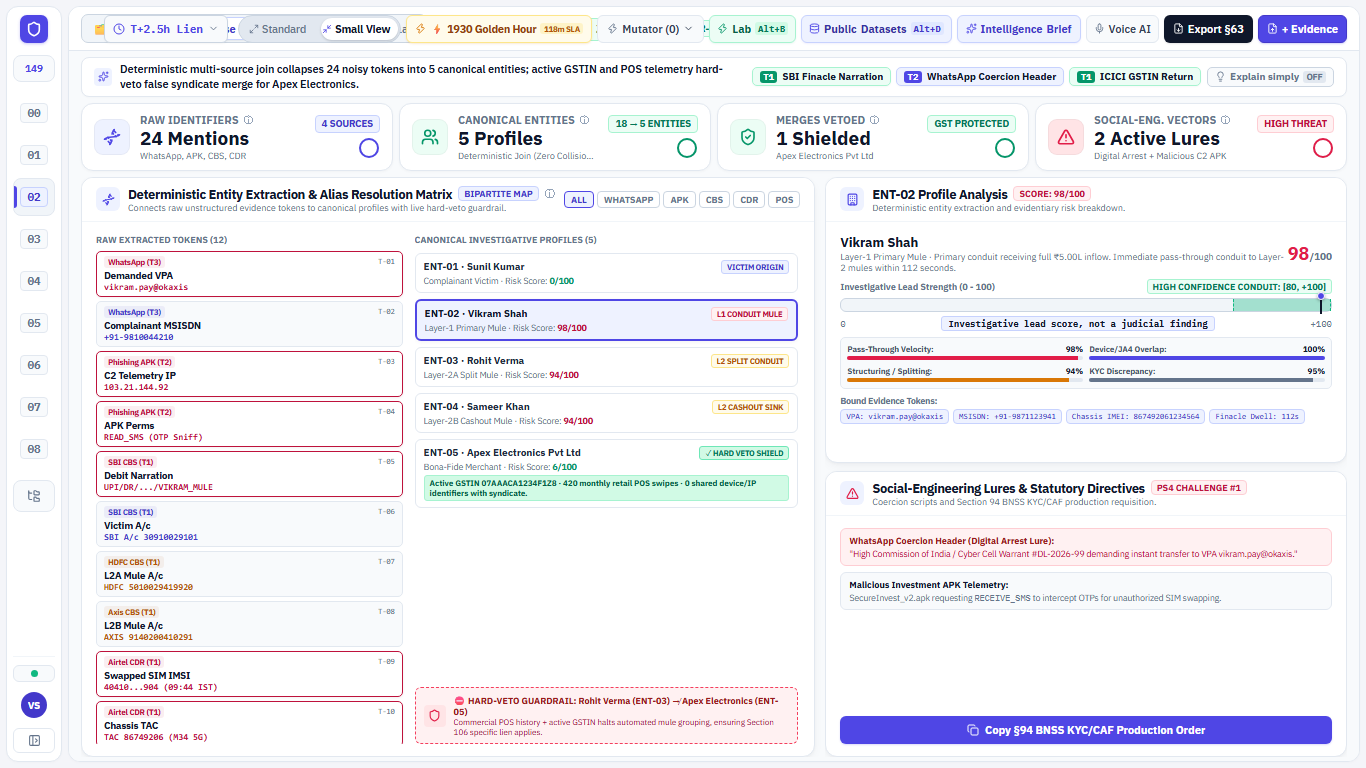 T+2.5h Lien
se
Standard
Small View
1930 Golden Hour
118m SLA
Mutator (0)
Lab
Alt+B
Public Datasets
Alt+D
Intelligence Brief
Voice AI
Export §63
+ Evidence
149
00
01
02
03
04
05
06
07
08
VS
Deterministic multi-source join collapses 24 noisy tokens into 5 canonical entities; active GSTIN and POS telemetry hard-
veto false syndicate merge for Apex Electronics.
T1 SBI Finacle Narration
T2 WhatsApp Coercion Header
T1 ICICI GSTIN Return
Explain simply OFF
RAW IDENTIFIERS
4 SOURCES
24 Mentions
WhatsApp, APK, CBS, CDR
CANONICAL ENTITIES
18 → 5 ENTITIES
5 Profiles
Deterministic Join (Zero Collisio...
MERGES VETOED
GST PROTECTED
1 Shielded
Apex Electronics Pvt Ltd
SOCIAL-ENG. VECTORS
HIGH THREAT
2 Active Lures
Digital Arrest + Malicious C2 APK
Deterministic Entity Extraction & Alias Resolution Matrix
BIPARTITE MAP
Connects raw unstructured evidence tokens to canonical profiles with live hard-veto guardrail.
ALL
WHATSAPP
APK
CBS
CDR
POS
RAW EXTRACTED TOKENS (12)
WhatsApp (T3)
T-01
Demanded VPA
vikram.pay@okaxis
WhatsApp (T3)
T-02
Complainant MSISDN
+91-9810044210
Phishing APK (T2)
T-03
C2 Telemetry IP
103.21.144.92
Phishing APK (T2)
T-04
APK Perms
READ_SMS (OTP Sniff)
SBI CBS (T1)
T-05
Debit Narration
UPI/DR/.../VIKRAM_MULE
SBI CBS (T1)
T-06
Victim A/c
SBI A/c 30910029101
HDFC CBS (T1)
T-07
L2A Mule A/c
HDFC 5010029419920
Axis CBS (T1)
T-08
L2B Mule A/c
AXIS 9140200410291
Airtel CDR (T1)
T-09
Swapped SIM IMSI
40410...904 (09:44 IST)
Airtel CDR (T1)
T-10
Chassis TAC
TAC 86749206 (M34 5G)
CANONICAL INVESTIGATIVE PROFILES (5)
ENT-01 · Sunil Kumar
VICTIM ORIGIN
Complainant Victim · Risk Score: 0/100
ENT-02 · Vikram Shah
L1 CONDUIT MULE
Layer-1 Primary Mule · Risk Score: 98/100
ENT-03 · Rohit Verma
L2 SPLIT CONDUIT
Layer-2A Split Mule · Risk Score: 94/100
ENT-04 · Sameer Khan
L2 CASHOUT SINK
Layer-2B Cashout Mule · Risk Score: 94/100
ENT-05 · Apex Electronics Pvt Ltd
✓ HARD VETO SHIELD
Bona-Fide Merchant · Risk Score: 6/100
Active GSTIN 07AAACA1234F1Z8 · 420 monthly retail POS swipes · 0 shared device/IP
identifiers with syndicate.
⛔ HARD-VETO GUARDRAIL: Rohit Verma (ENT-03) ↛ Apex Electronics (ENT-
05)
Commercial POS history + active GSTIN halts automated mule grouping, ensuring Section
106 specific lien applies.
ENT-02 Profile Analysis
SCORE: 98/100
Deterministic entity extraction and evidentiary risk breakdown.
Vikram Shah
Layer-1 Primary Mule · Primary conduit receiving full ₹5.00L inflow. Immediate pass-through conduit to Layer-
2 mules within 112 seconds.
98/100
Investigative Lead Strength (0 - 100)
HIGH CONFIDENCE CONDUIT: [80, +100]
0
Investigative lead score, not a judicial finding
+100
Pass-Through Velocity: 98%
Device/JA4 Overlap: 100%
Structuring / Splitting: 94%
KYC Discrepancy: 95%
Bound Evidence Tokens:
VPA: vikram.pay@okaxis
MSISDN: +91-9871123941
Chassis IMEI: 867492061234564
Finacle Dwell: 112s
Social-Engineering Lures & Statutory Directives
PS4 CHALLENGE #1
Coercion scripts and Section 94 BNSS KYC/CAF production requisition.
WhatsApp Coercion Header (Digital Arrest Lure):
"High Commission of India / Cyber Cell Warrant #DL-2026-99 demanding instant transfer to VPA vikram.pay@okaxis."
Malicious Investment APK Telemetry:
SecureInvest_v2.apk requesting RECEIVE_SMS to intercept OTPs for unauthorized SIM swapping.
Copy §94 BNSS KYC/CAF Production Order